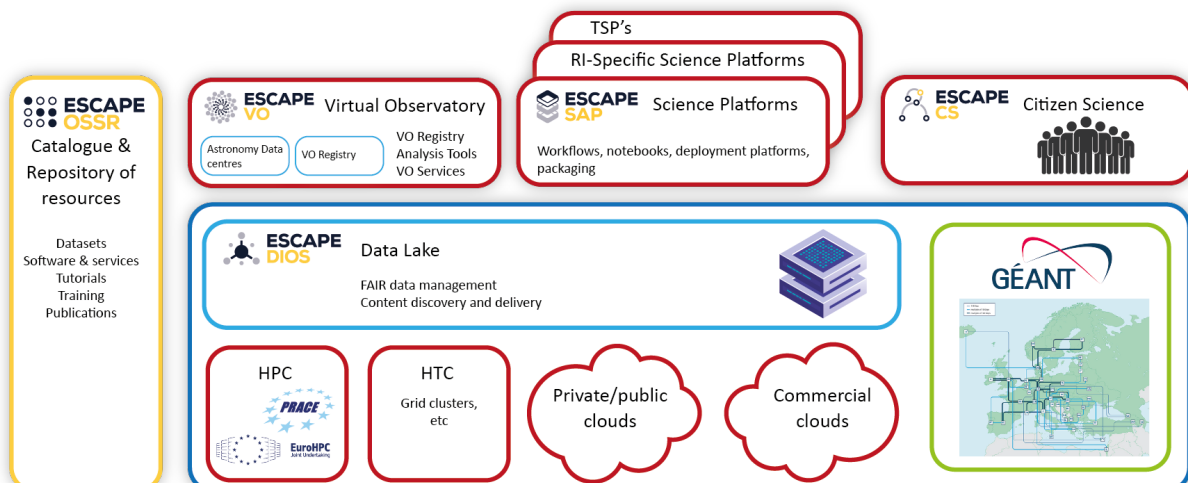 TSP's
RI-Specific Science Platforms
ESCAPE
OSSR
Catalogue &
Repository of
resources
Datasets
Software & services
Tutorials
Training
Publications
ESCAPE
VO
Virtual Observatory
Astronomy Data
centres
VO Registry
VO Registry
Analysis Tools
VO Services
ESCAPE
SAP
Science Platforms
Workflows, notebooks, deployment platforms,
packaging
ESCAPE
CS
Citizen Science
ESCAPE
DIOS
Data Lake
FAIR data management
Content discovery and delivery
GÉANT
HPC
PRACE
EuroHPC
Joint Undertaking
HTC
Grid clusters,
etc
Private/public
clouds
Commercial
clouds